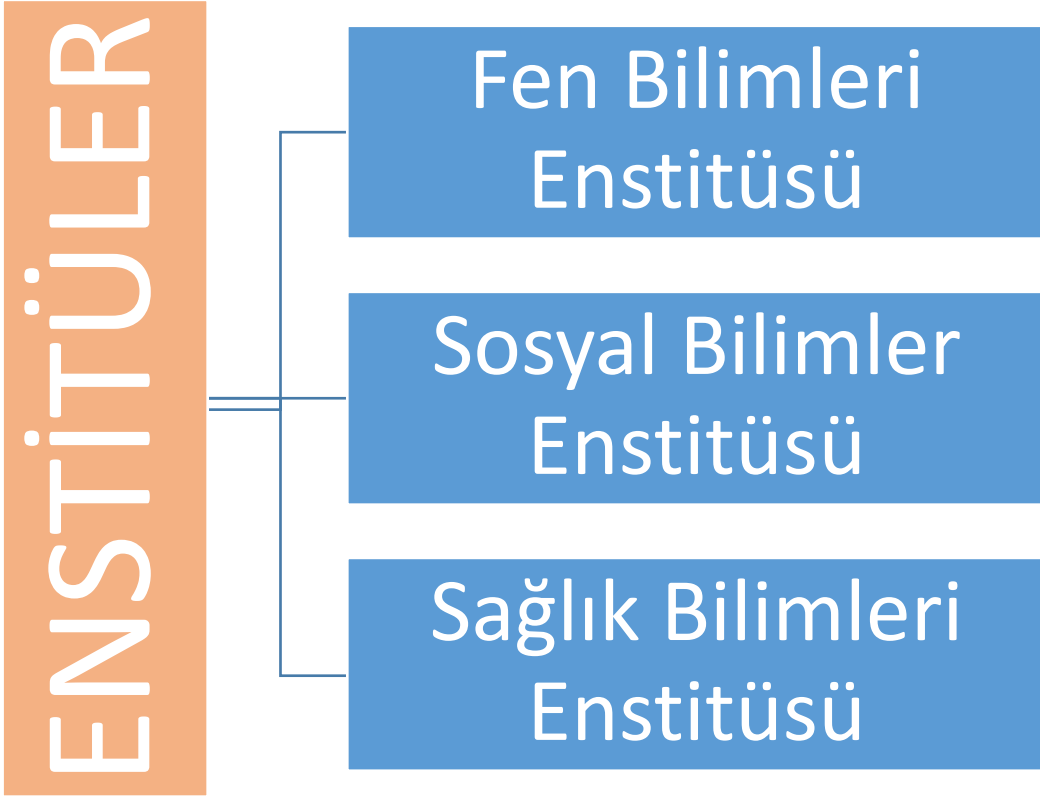 ENSTİTÜLER
Fen Bilimleri
Enstitüsü
Sosyal Bilimler
Enstitüsü
Sağlık Bilimleri
Enstitüsü